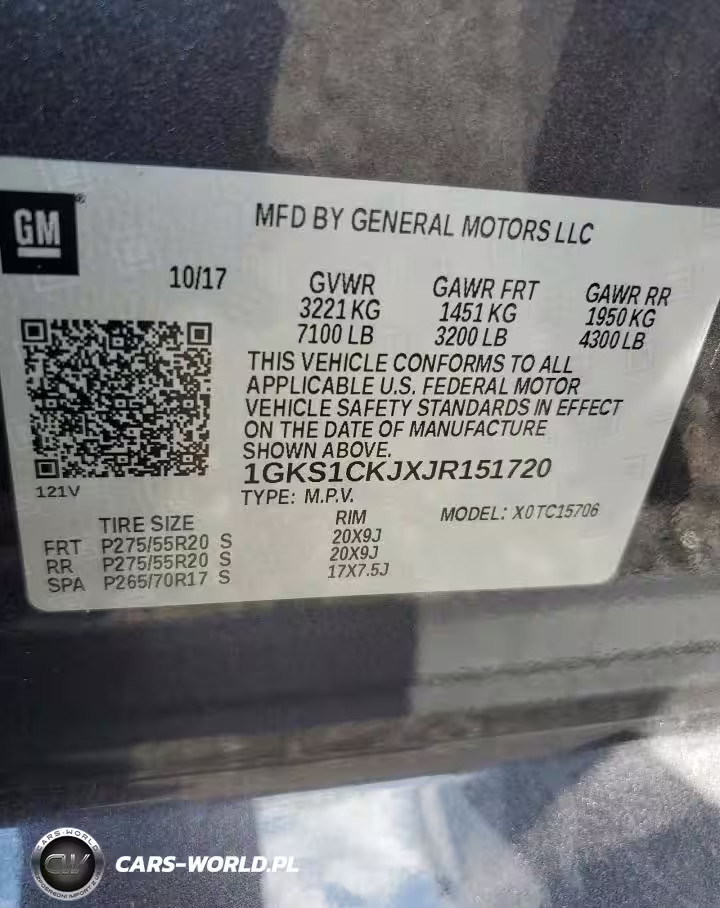 GM
MFD BY GENERAL MOTORS LLC
10/17 GVWR GAWR FRT GAWR RR
3221 KG 1451 KG 1950 KG
7100 LB 3200 LB 4300 LB
THIS VEHICLE CONFORMS TO ALL
APPLICABLE U.S. FEDERAL MOTOR
VEHICLE SAFETY STANDARDS IN EFFECT
ON THE DATE OF MANUFACTURE
SHOWN ABOVE.
1GKS1CKJXJR151720
121V
TYPE: M.P.V. MODEL: X0TC15706
TIRE SIZE RIM
FRT P275/55R20 S 20X9J
RR P275/55R20 S 20X9J
SPA P265/70R17 S 17X7.5J
CARS-WORLD
CW
CARS-WORLD.PL